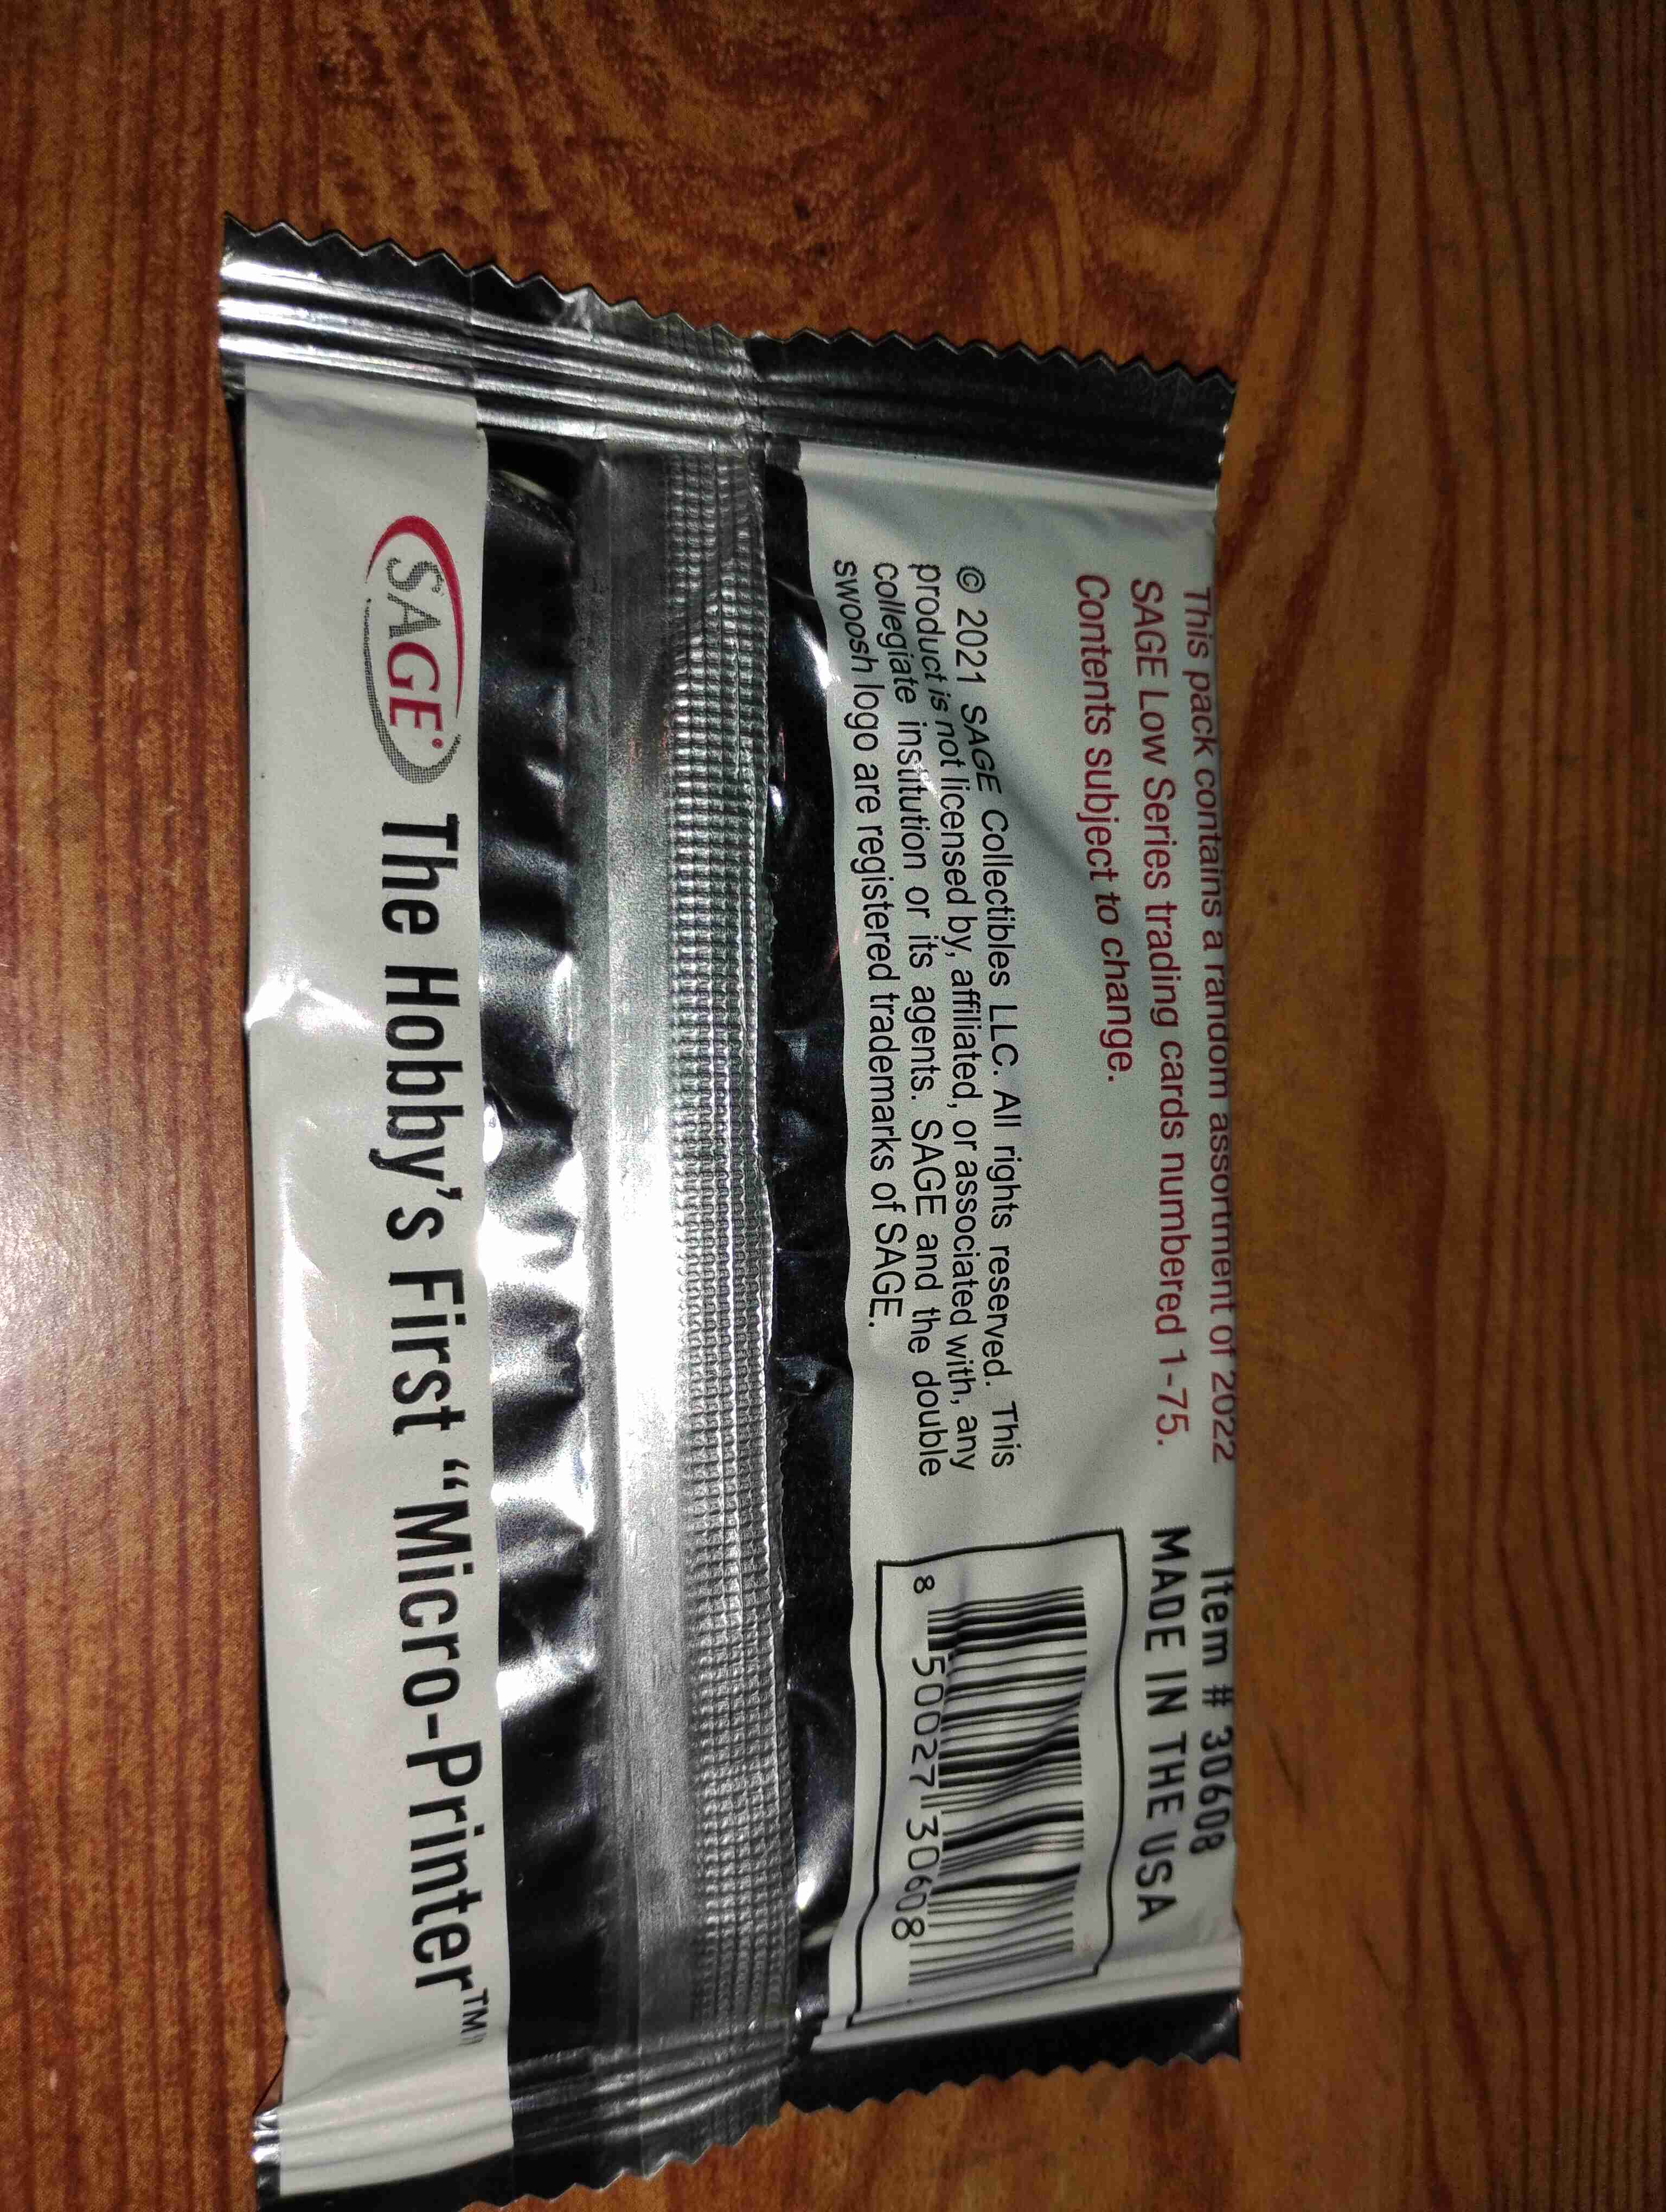 This pack contains a random assortment of 2022
SAGE Low Series trading cards numbered 1-75.
Contents subject to change.
Item # 30608
MADE IN THE USA
© 2021 SAGE Collectibles LLC. All rights reserved. This
product is not licensed by, affiliated, or associated with, any
collegiate institution or its agents. SAGE and the double
swoosh logo are registered trademarks of SAGE.
8 50027 30608
SAGE® The Hobby's First “Micro-Printer™”